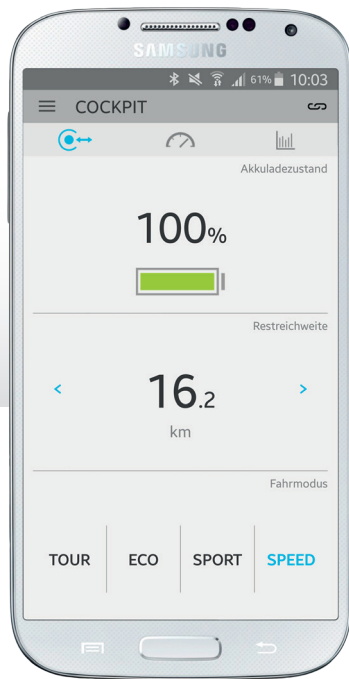 SAMSUNG
61% 10:03
COCKPIT
Akkuladezustand
100%
Restreichweite
16.2
km
Fahrmodus
TOUR ECO SPORT SPEED